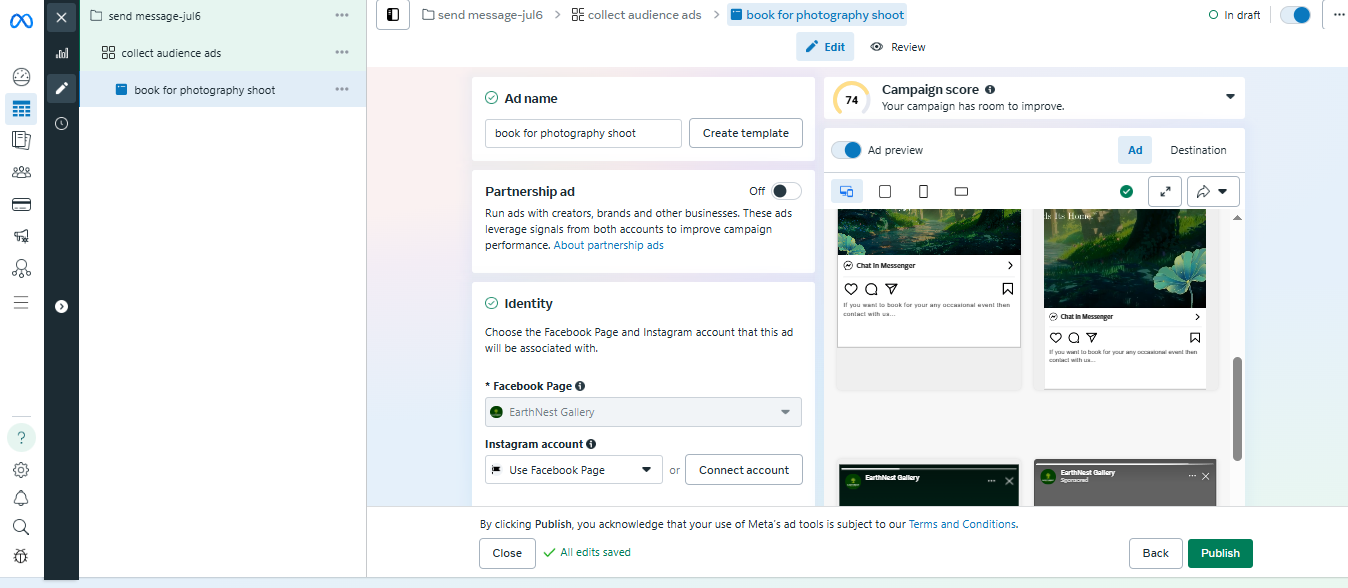 send message-jul6
collect audience ads
book for photography shoot
send message-jul6 > collect audience ads > book for photography shoot
In draft
Edit
Review
Ad name
book for photography shoot
Create template
Partnership ad
Off
Run ads with creators, brands and other businesses. These ads
leverage signals from both accounts to improve campaign
performance. About partnership ads
Identity
Choose the Facebook Page and Instagram account that this ad
will be associated with.
* Facebook Page
EarthNest Gallery
Instagram account
Use Facebook Page
or
Connect account
74
Campaign score
Your campaign has room to improve.
Ad preview
Ad
Destination
Chat In Messenger
If you want to book for your any occasional event then
contact with us...
ds Its Home.
Chat In Messenger
If you want to book for your any occasional event then
contact with us...
EarthNest Gallery
EarthNest Gallery
Sponsored
By clicking Publish, you acknowledge that your use of Meta's ad tools is subject to our Terms and Conditions.
Close
All edits saved
Back
Publish